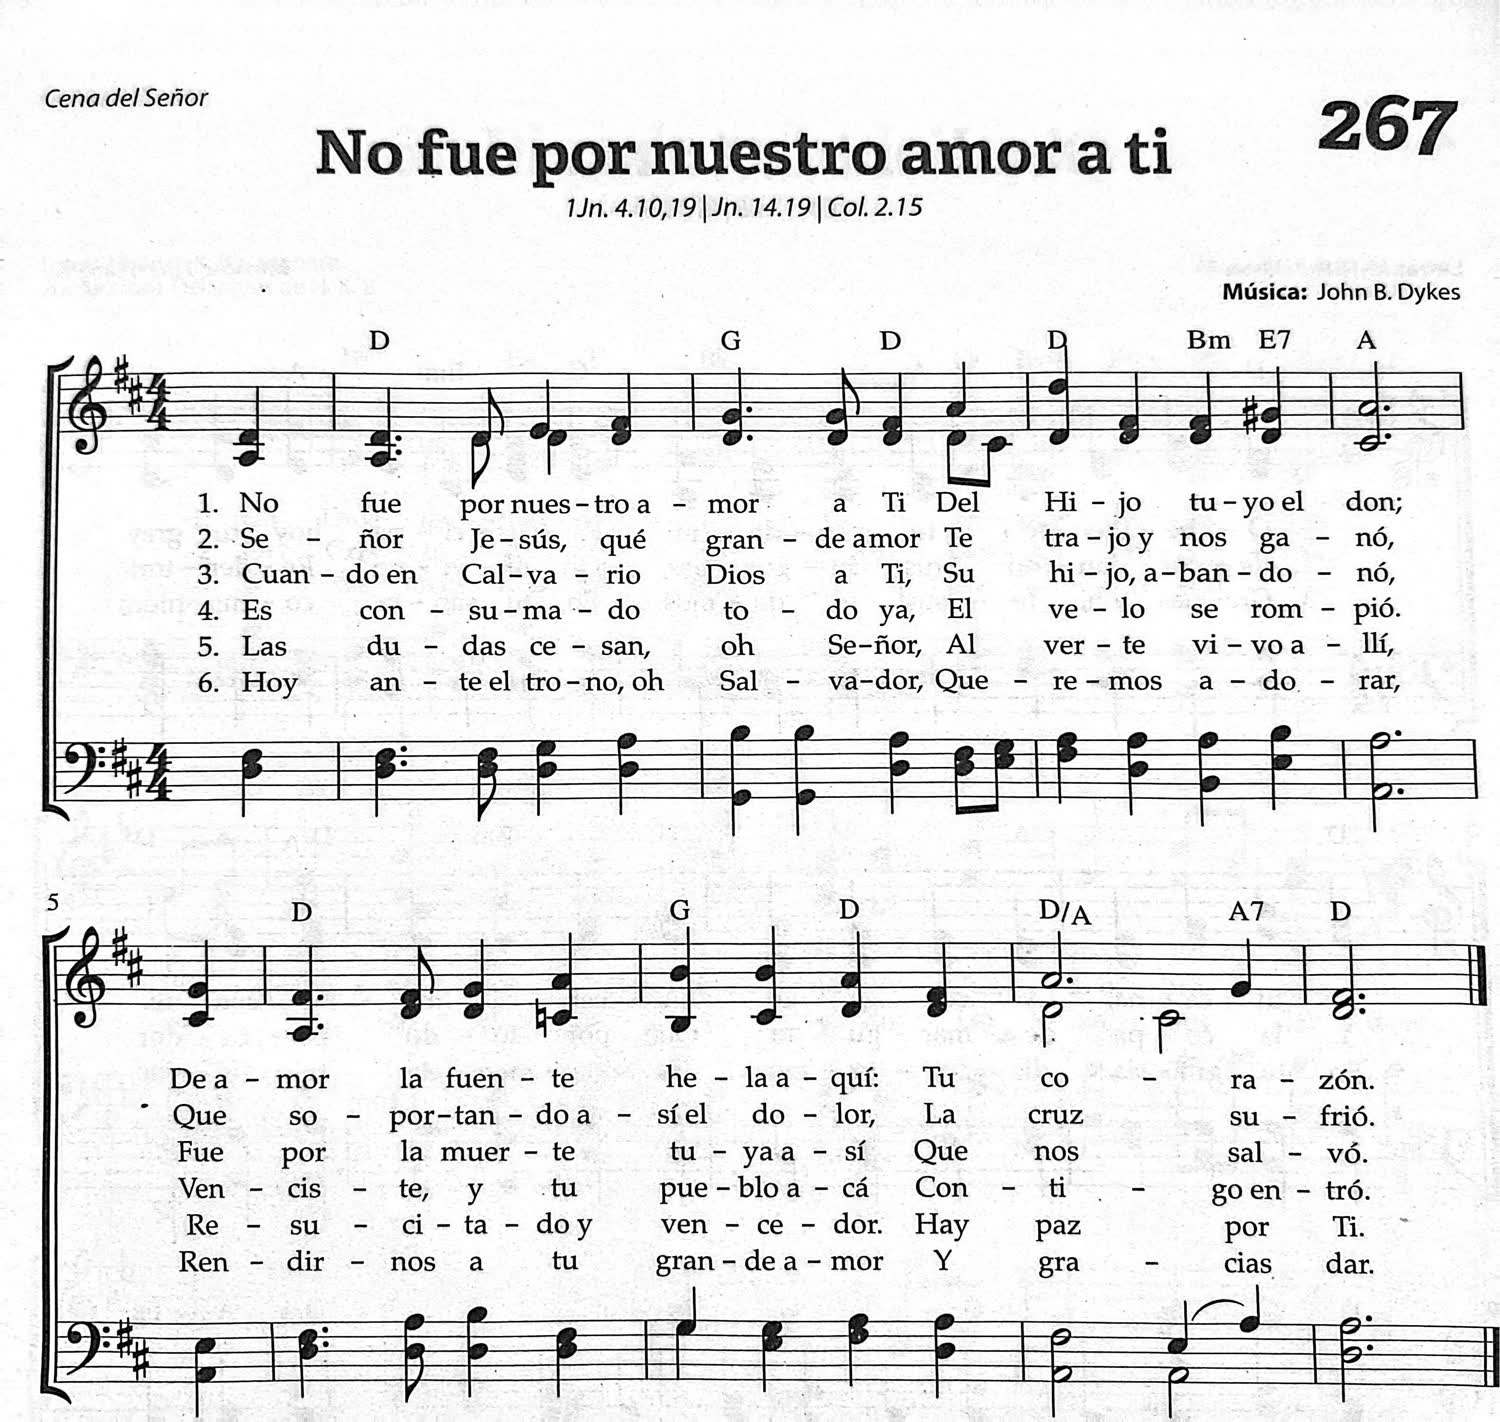 Cena del Señor
267
No fue por nuestro amor a ti
1Jn. 4.10,19 | Jn. 14.19 | Col. 2.15
Música: John B. Dykes
D G D D Bm E7 A
1. No fue por nues – tro a – mor a Ti Del Hi – jo tu – yo el don;
2. Se – ñor Je – sús, qué gran – de amor Te tra – jo y nos ga – nó,
3. Cuan – do en Cal – va – rio Dios a Ti, Su hi – jo, a – ban – do – nó,
4. Es con – su – ma – do to – do ya, El ve – lo se rom – pió.
5. Las du – das ce – san, oh Se – ñor, Al ver – te vi – vo a – llí,
6. Hoy an – te el tro – no, oh Sal – va – dor, Que – re – mos a – do – rar,
5
D G D D/A A7 D
De a – mor la fuen – te he – la a – quí: Tu co – ra – zón.
Que so – por – tan – do a – sí el do – lor, La cruz su – frió.
Fue por la muer – te tu – ya a – sí Que nos sal – vó.
Ven – cis – te, y tu pue – blo a – cá Con – ti – go en – tró.
Re – su – ci – ta – do y ven – ce – dor. Hay paz por Ti.
Ren – dir – nos a tu gran – de a – mor Y gra – cias dar.